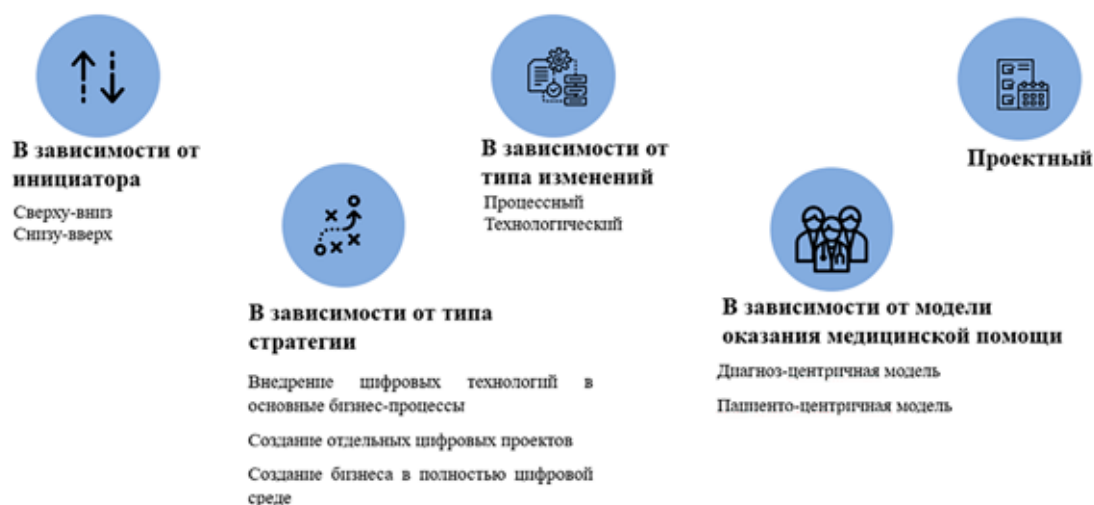 В зависимости от
инициатора
Сверху-вниз
Снизу-вверх
В зависимости от типа
стратегии
Внедрение цифровых технологий в
основные бизнес-процессы
Создание отдельных цифровых проектов
Создание бизнеса в полностью цифровой
среде
В зависимости от
типа изменений
Процессный
Технологический
В зависимости от модели
оказания медицинской помощи
Диагноз-центричная модель
Пациенто-центричная модель
Проектный